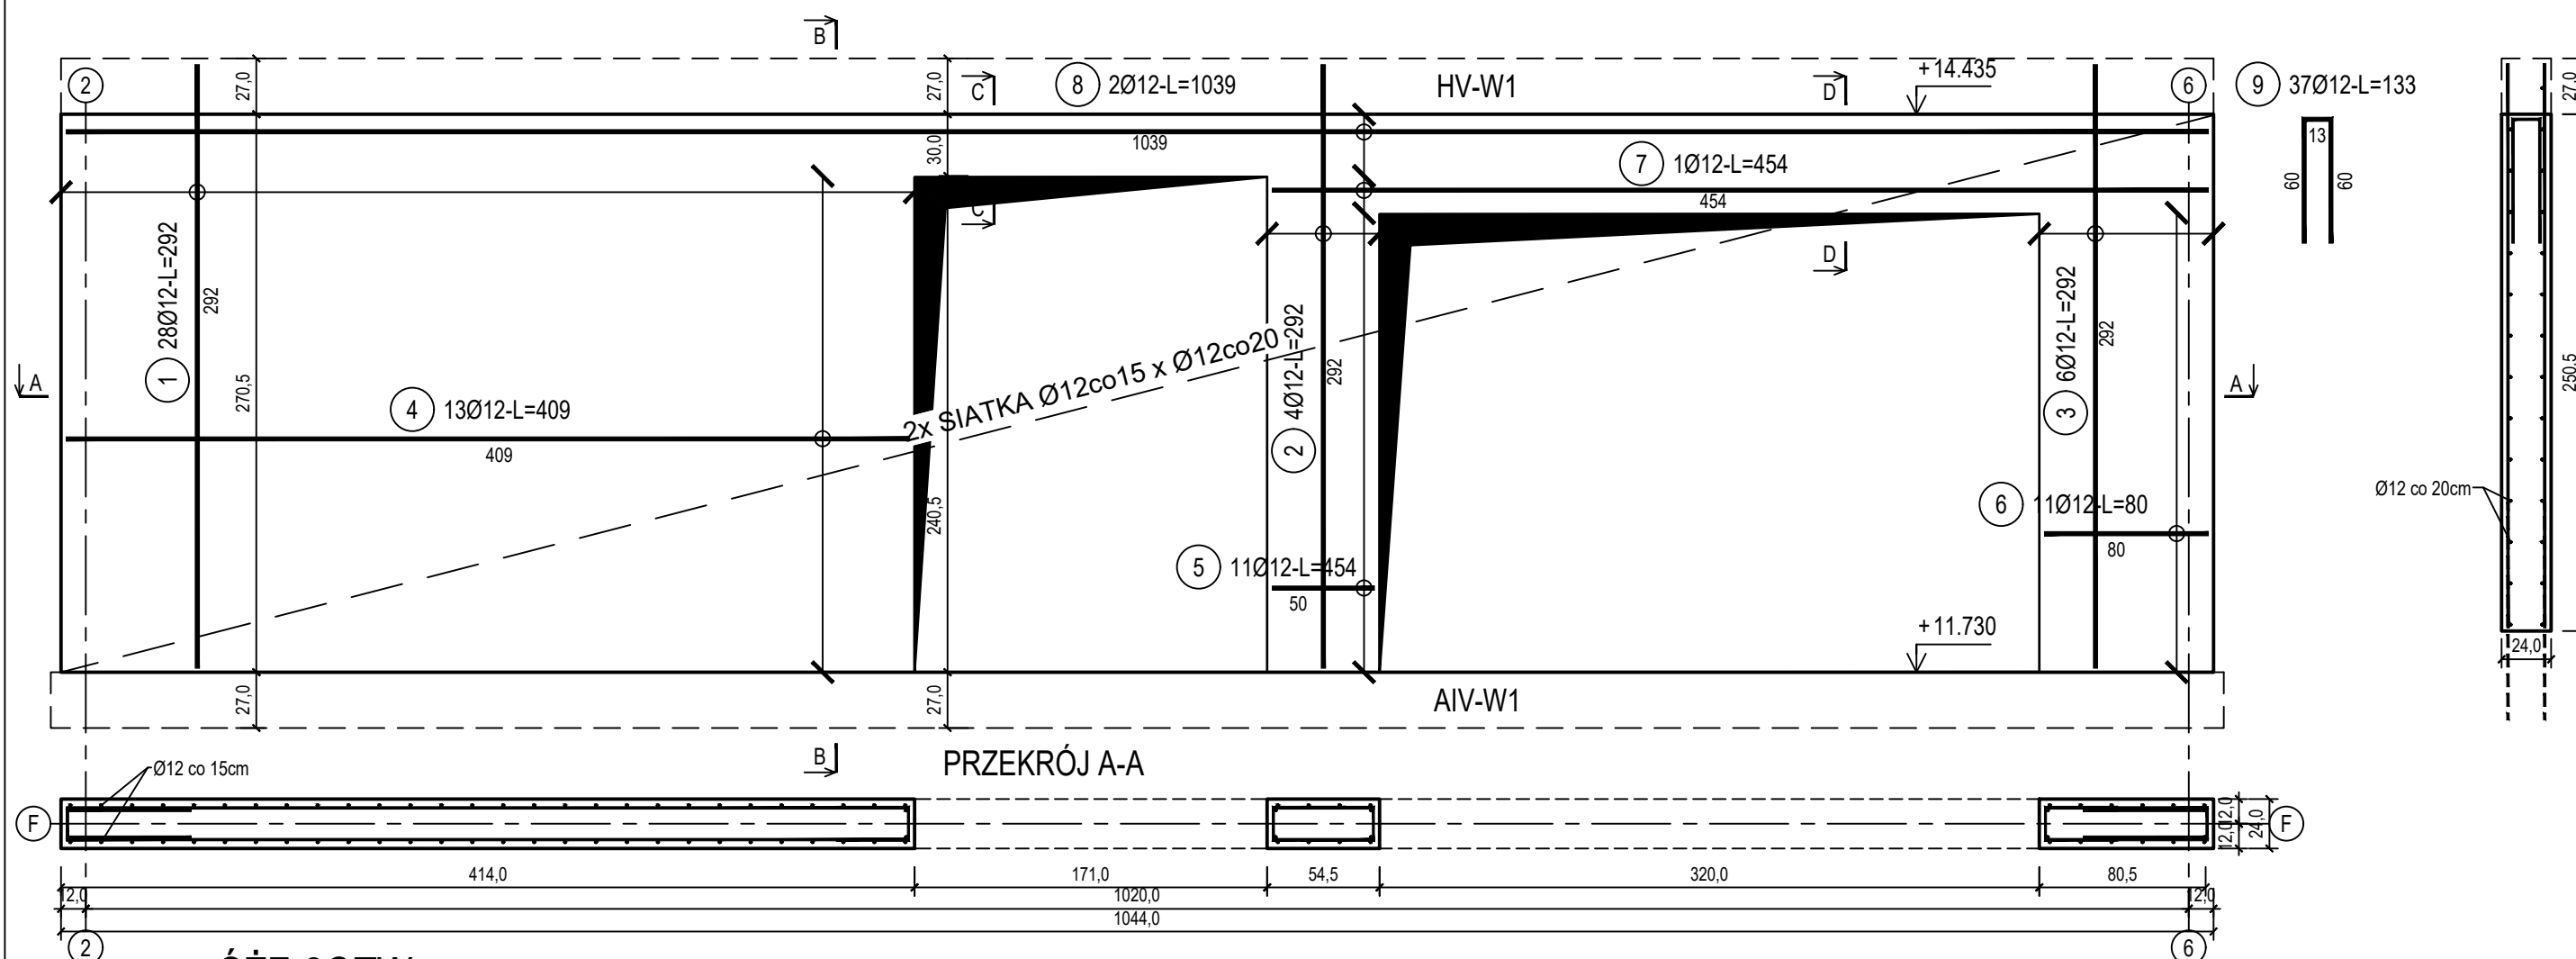 B
2
27,0
27,0
C
8 2Ø12-L=1039
HV-W1
D
+14.435
6
9 37Ø12-L=133
27,0
30,0
1039
7 1Ø12-L=454
454
13
60
60
C
D
1 28Ø12-L=292
292
270,5
A
4 13Ø12-L=409
409
2x SIATKA Ø12co15 x Ø12co20
240,5
2 4Ø12-L=292
292
3 6Ø12-L=292
292
A
250,5
5 11Ø12-L=454
50
6 11Ø12-L=80
80
Ø12 co 20cm
+11.730
24,0
27,0
27,0
AIV-W1
B
PRZEKRÓJ A-A
Ø12 co 15cm
F
12,0
12,0
24,0
F
414,0
171,0
54,5
320,0
80,5
12,0
1020,0
12,0
1044,0
2
6